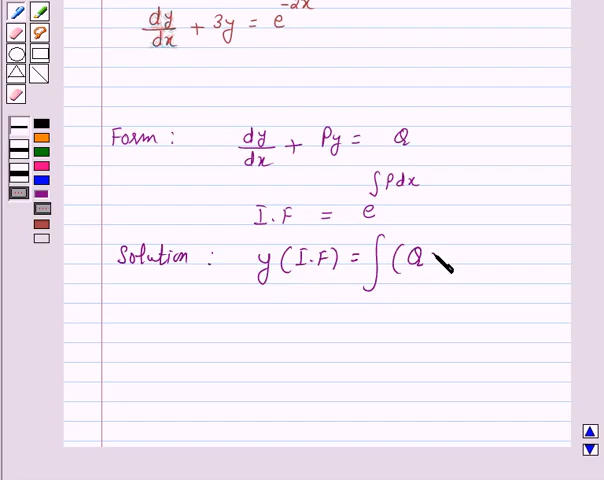 dy/dx + 3y = e^-2x
Form : dy/dx + Py = Q
I.F = e^∫Pdx
Solution : y (I.F) = ∫ (Q